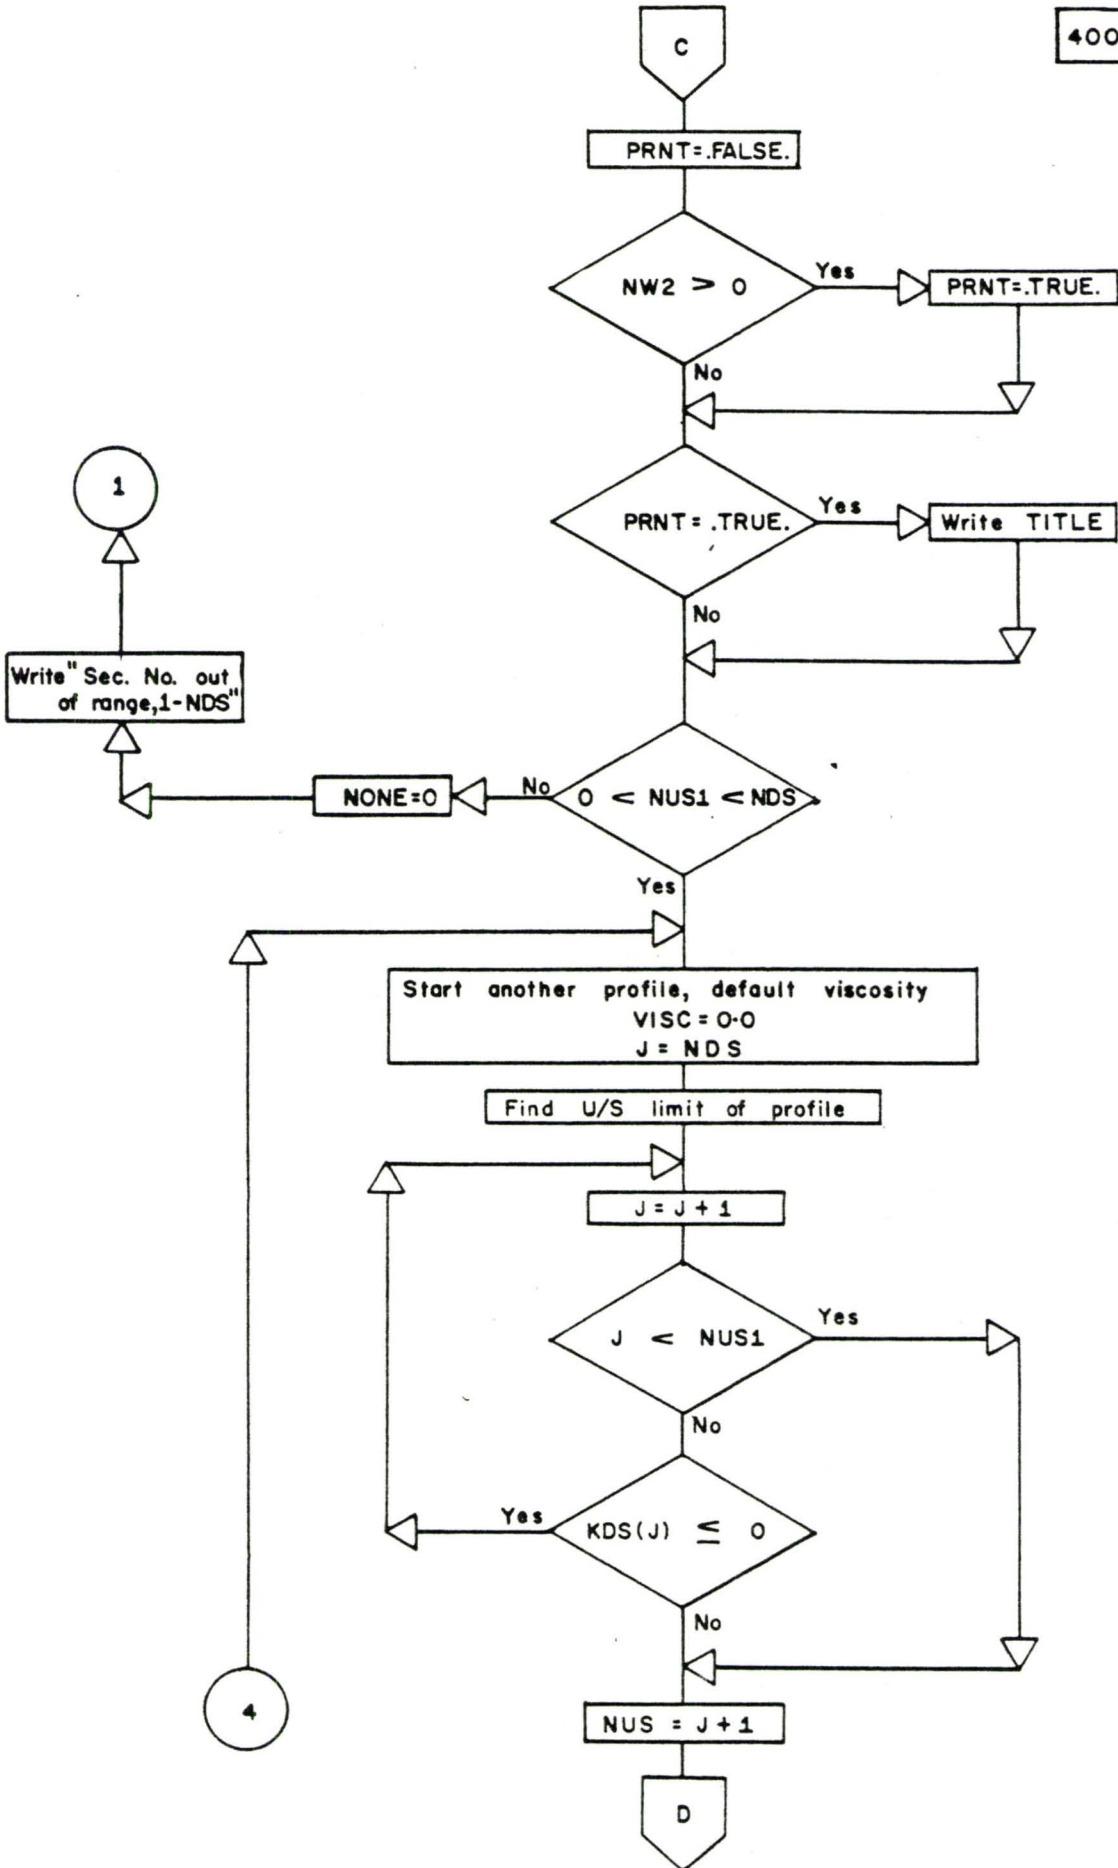 C
400
PRNT=.FALSE.
NW2 > 0
Yes
PRNT=.TRUE.
No
1
PRNT= .TRUE.
Yes
Write TITLE
No
Write" Sec. No. out
of range,1-NDS"
NONE=0
No
0 < NUS1 < NDS
Yes
Start another profile, default viscosity
VISC = 0·0
J = NDS
Find U/S limit of profile
J = J + 1
J < NUS1
Yes
No
Yes
KDS(J) ≤ 0
No
4
NUS = J + 1
D